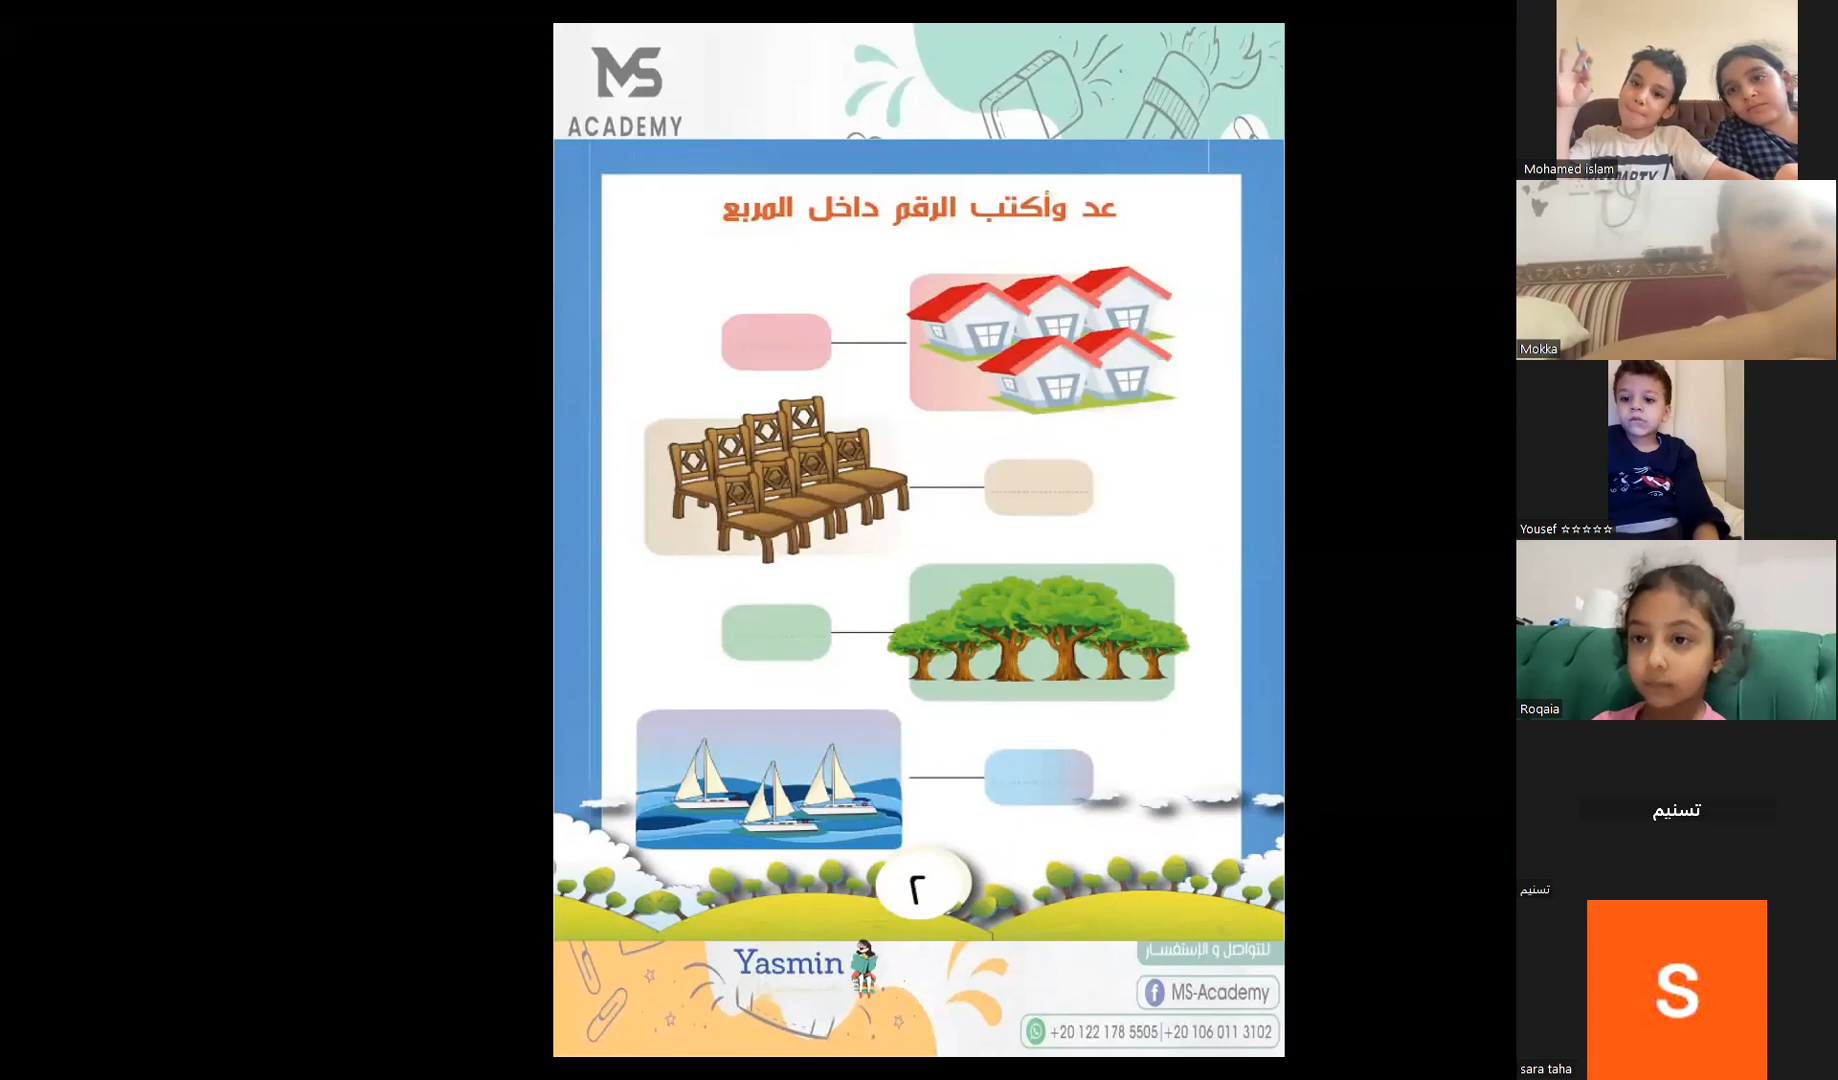 MS
ACADEMY
عد وأكتب الرقم داخل المربع
٢
Yasmin
للتواصل و الإستفسار
MS-Academy
+20 122 178 5505 | +20 106 011 3102
Mohamed islam
Mokka
Yousef ☆☆☆☆☆
Roqaia
تسنيم
تسنيم
S
sara taha